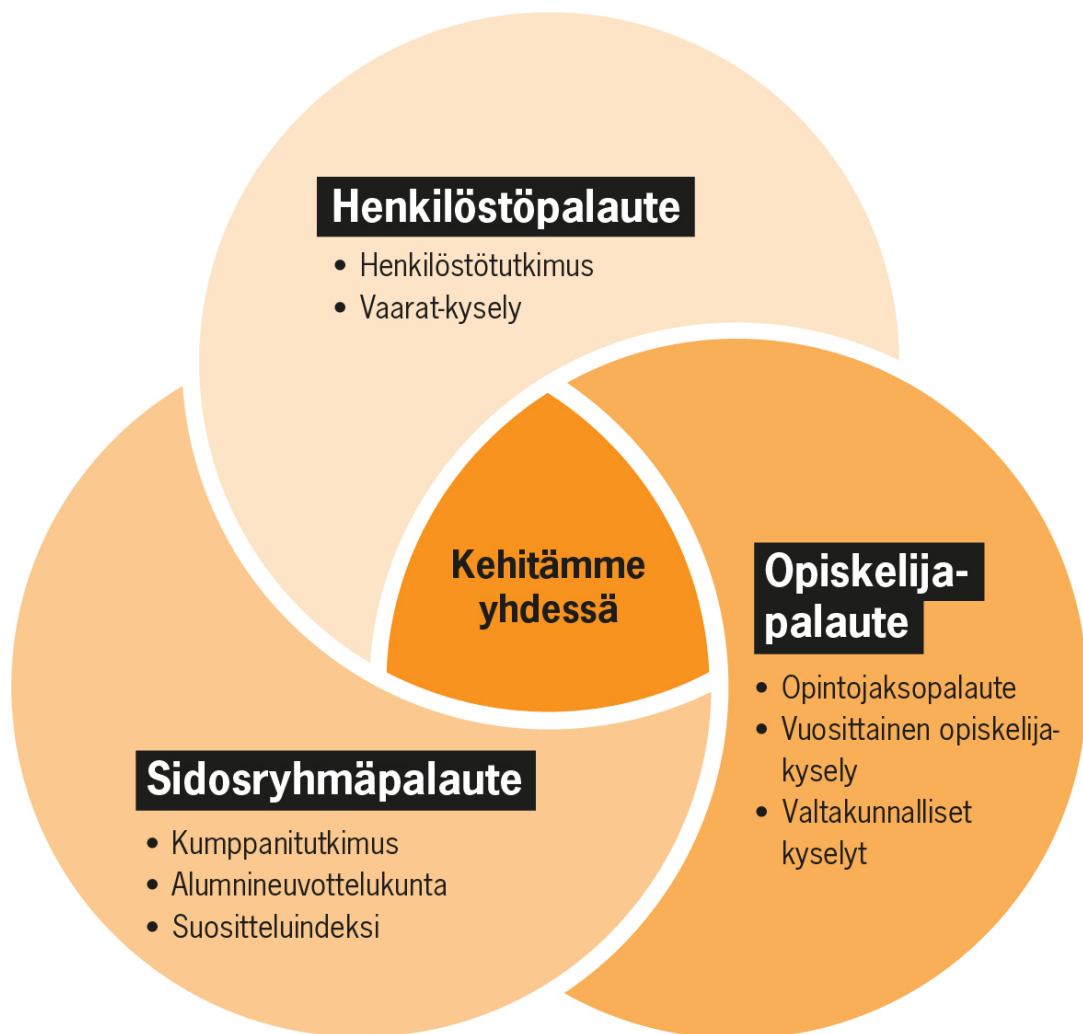 Henkilöstöpalaute
• Henkilöstötutkimus
• Vaarat-kysely
Kehitämme
yhdessä
Opiskelija-
palaute
• Opintojaksopalaute
• Vuosittainen opiskelija-
kysely
• Valtakunnalliset
kyselyt
Sidosryhmäpalaute
• Kumppanitutkimus
• Alumnineuvottelukunta
• Suositteluindeksi